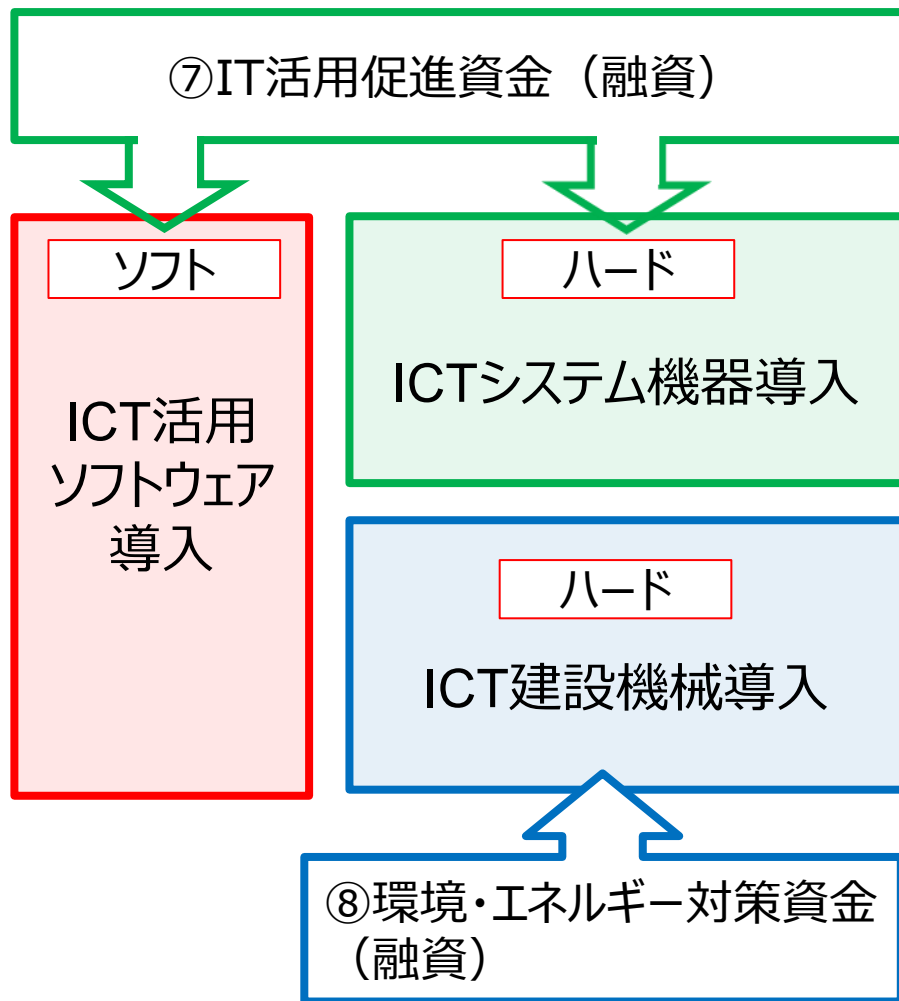 ⑦IT活用促進資金（融資）
ソフト
ICT活用
ソフトウェア
導入
ハード
ICTシステム機器導入
ハード
ICT建設機械導入
⑧環境・エネルギー対策資金
（融資）